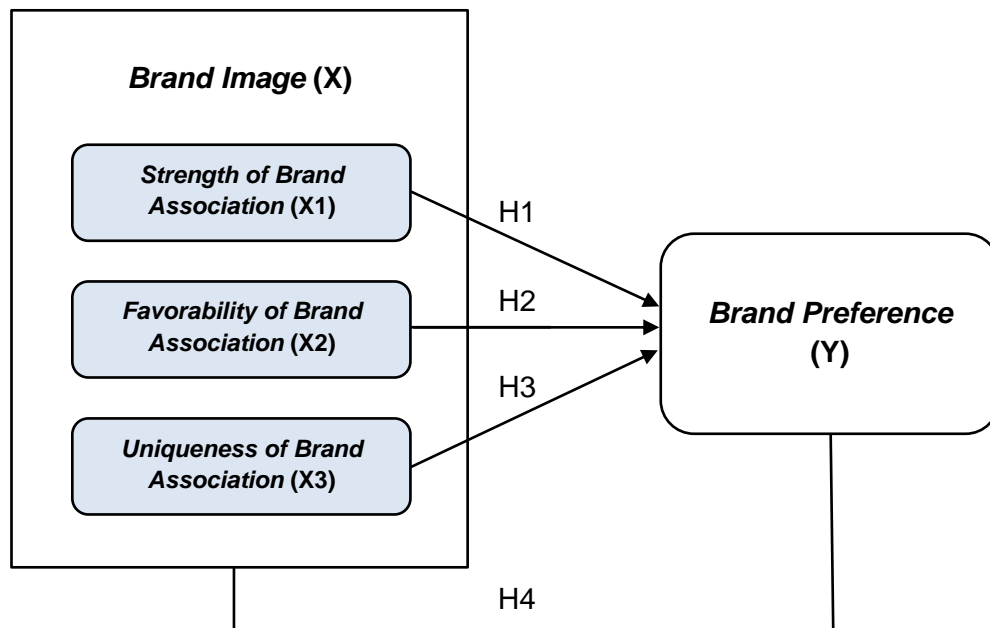 Brand Image (X)
Strength of Brand
Association (X1)
Favorability of Brand
Association (X2)
Uniqueness of Brand
Association (X3)
H1
H2
H3
Brand Preference
(Y)
H4